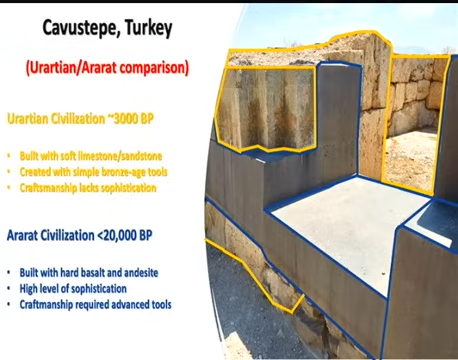 Cavustepe, Turkey
(Urartian/Ararat comparison)
Urartian Civilization ~3000 BP
• Built with soft limestone/sandstone
• Created with simple bronze-age tools
• Craftsmanship lacks sophistication
Ararat Civilization <20,000 BP
• Built with hard basalt and andesite
• High level of sophistication
• Craftmanship required advanced tools